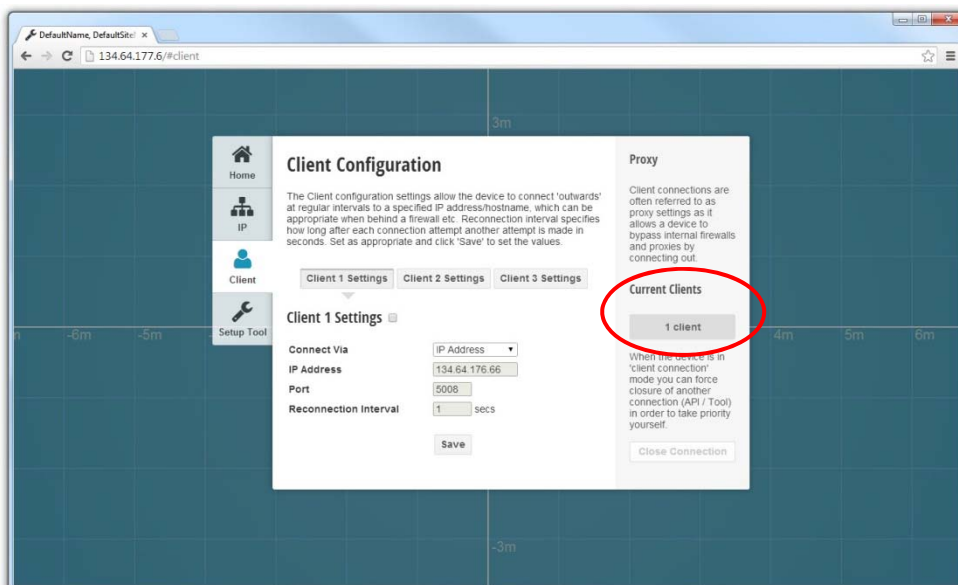 DefaultName, DefaultSite
134.64.177.6/#client
3m
Home
IP
Client
Setup Tool
Client Configuration
The Client configuration settings allow the device to connect 'outwards'
at regular intervals to a specified IP address/hostname, which can be
appropriate when behind a firewall etc. Reconnection interval specifies
how long after each connection attempt another attempt is made in
seconds. Set as appropriate and click 'Save' to set the values.
Client 1 Settings
Client 2 Settings
Client 3 Settings
Client 1 Settings
Connect Via
IP Address
IP Address
134.64.176.66
Port
5008
Reconnection Interval
1
secs
Save
Proxy
Client connections are
often referred to as
proxy settings as it
allows a device to
bypass internal firewalls
and proxies by
connecting out.
Current Clients
1 client
When the device is in
'client connection'
mode you can force
closure of another
connection (API / Tool)
in order to take priority
yourself.
Close Connection
-6m
-5m
4m
5m
6m
-3m